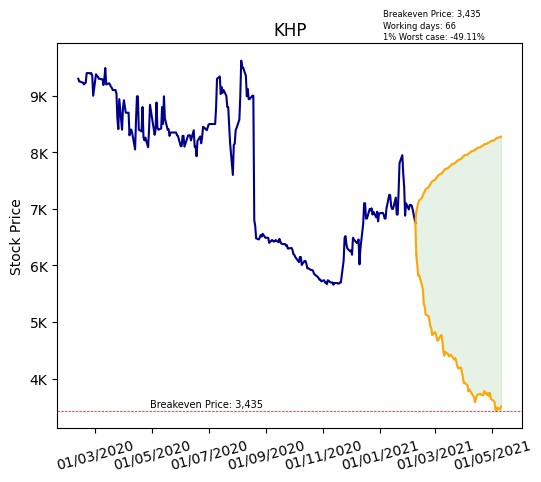 Breakeven Price: 3,435
Working days: 66
1% Worst case: -49.11%
KHP
Stock Price
9K
8K
7K
6K
5K
4K
Breakeven Price: 3,435
01/03/2020
01/05/2020
01/07/2020
01/09/2020
01/11/2020
01/01/2021
01/03/2021
01/05/2021